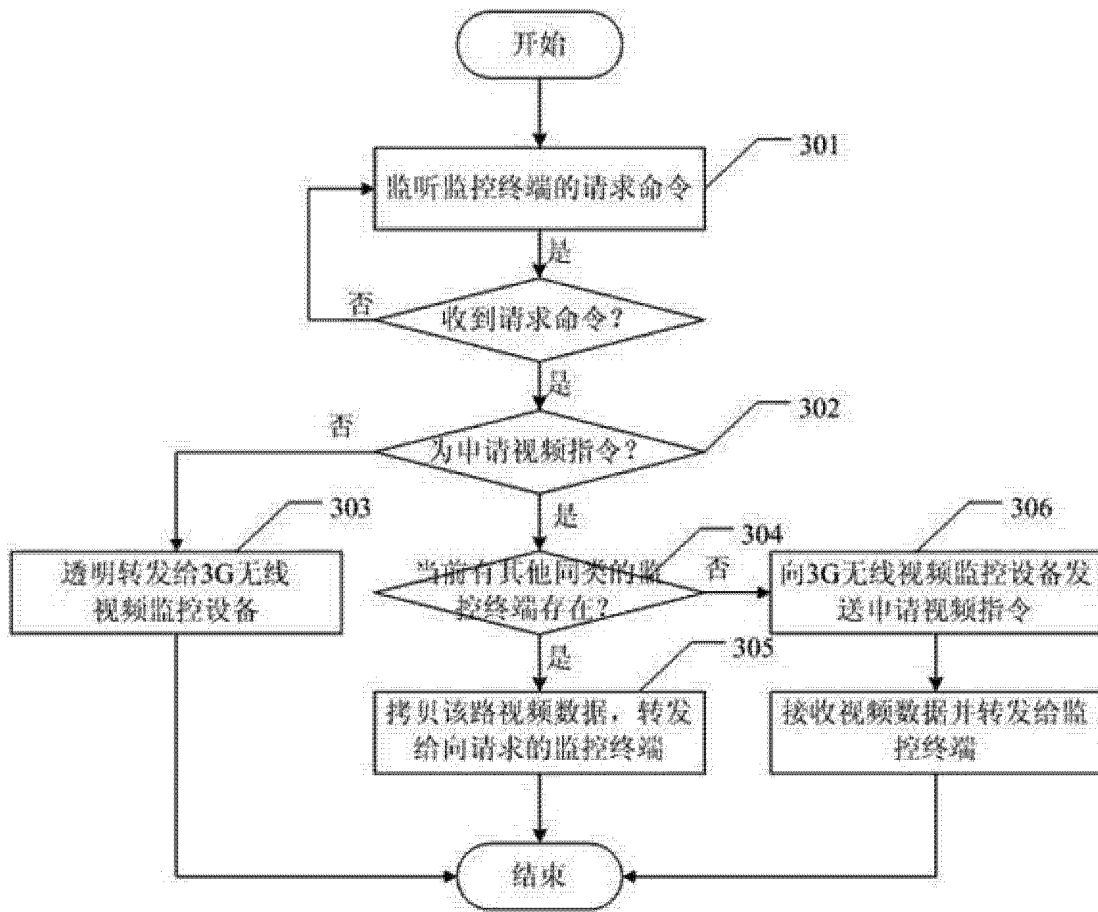 开始
301
监听监控终端的请求命令
是
否
收到请求命令？
是
302
否
为申请视频指令？
303
是
304
306
透明转发给3G无线
视频监控设备
当前有其他同类的监
控终端存在？
否
向3G无线视频监控设备发
送申请视频指令
是
305
拷贝该路视频数据，转发
给向请求的监控终端
接收视频数据并转发给监
控终端
结束